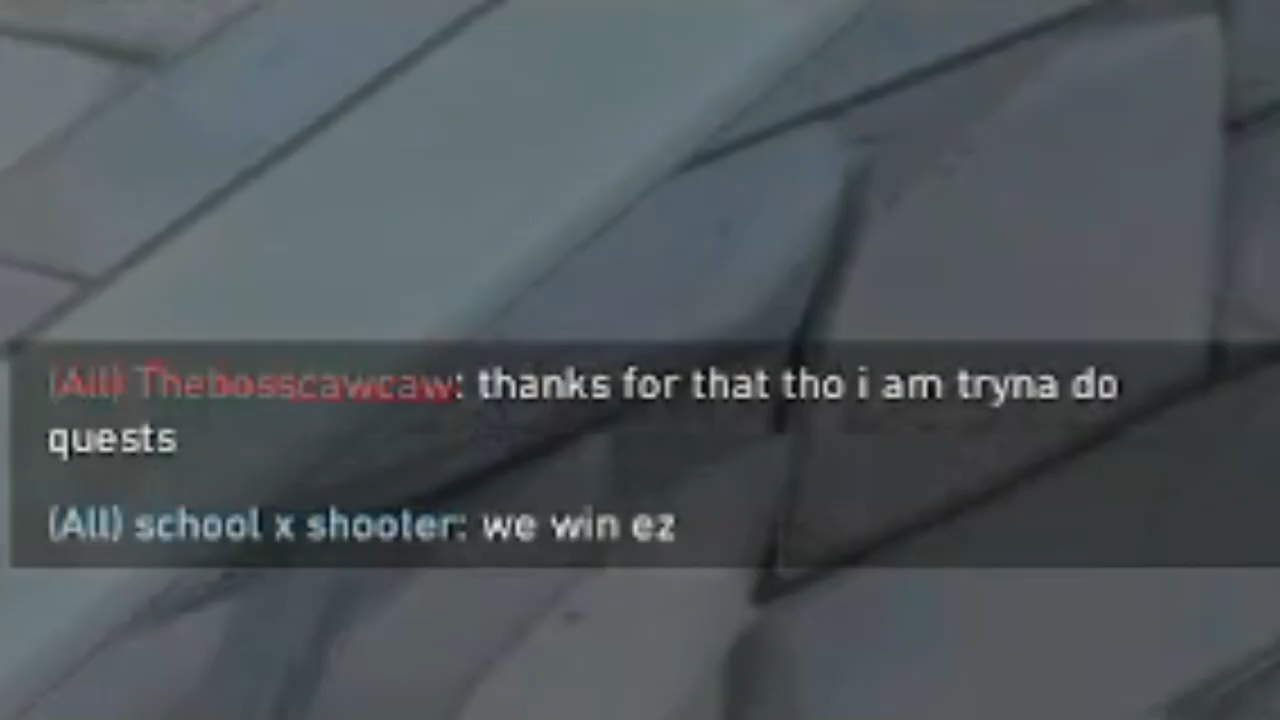 (All) Thebosscawcaw: thanks for that tho i am tryna do
quests
(All) school x shooter: we win ez